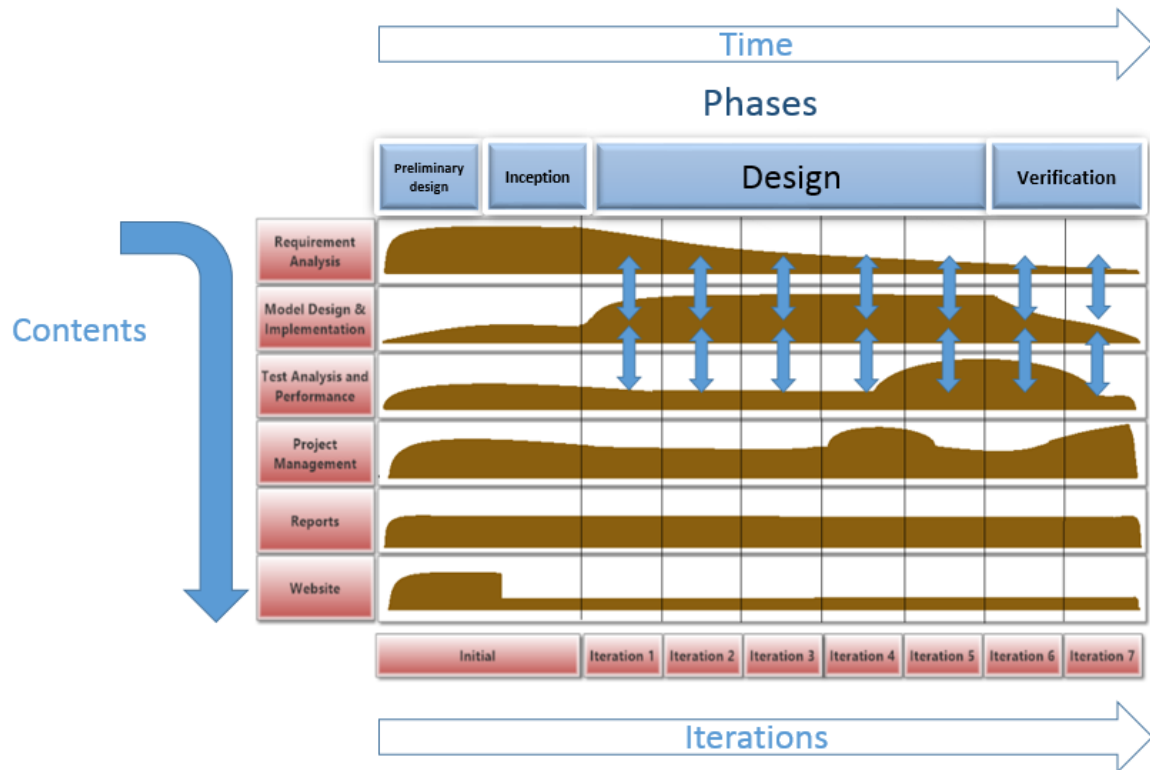 Time
Phases
Preliminary
design
Inception
Design
Verification
Contents
Requirement
Analysis
Model Design &
Implementation
Test Analysis and
Performance
Project
Management
Reports
Website
Initial
Iteration 1
Iteration 2
Iteration 3
Iteration 4
Iteration 5
Iteration 6
Iteration 7
Iterations